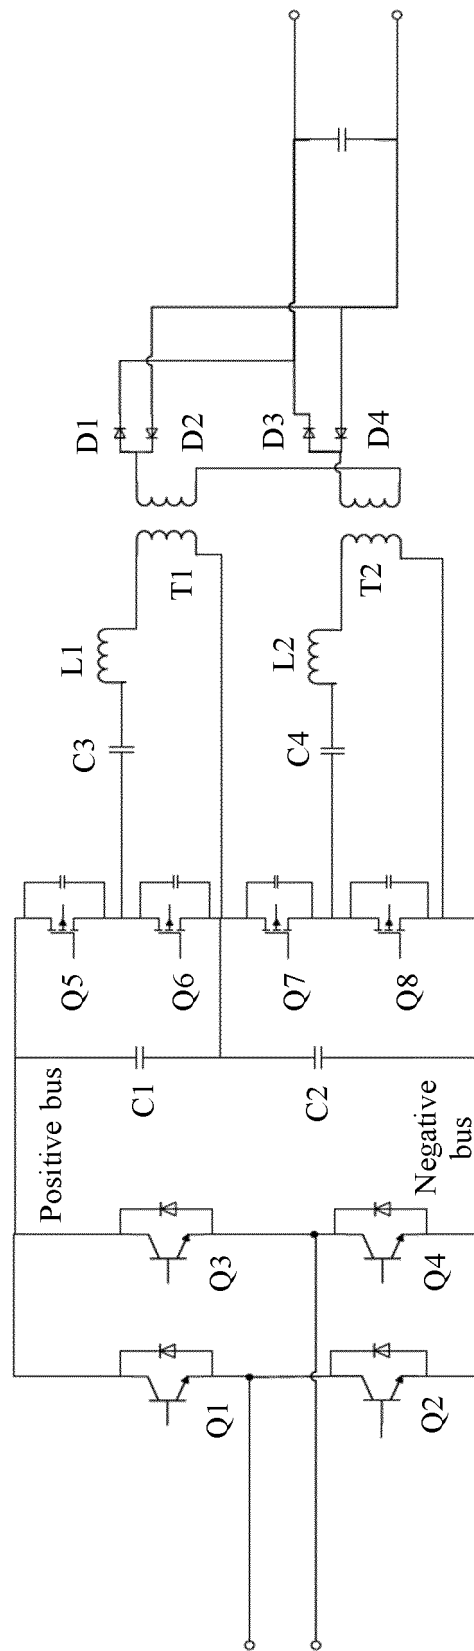 Positive bus
Negative
bus
Q1
Q2
Q3
Q4
C1
C2
Q5
Q6
Q7
Q8
C3
L1
T1
C4
L2
T2
D1
D2
D3
D4